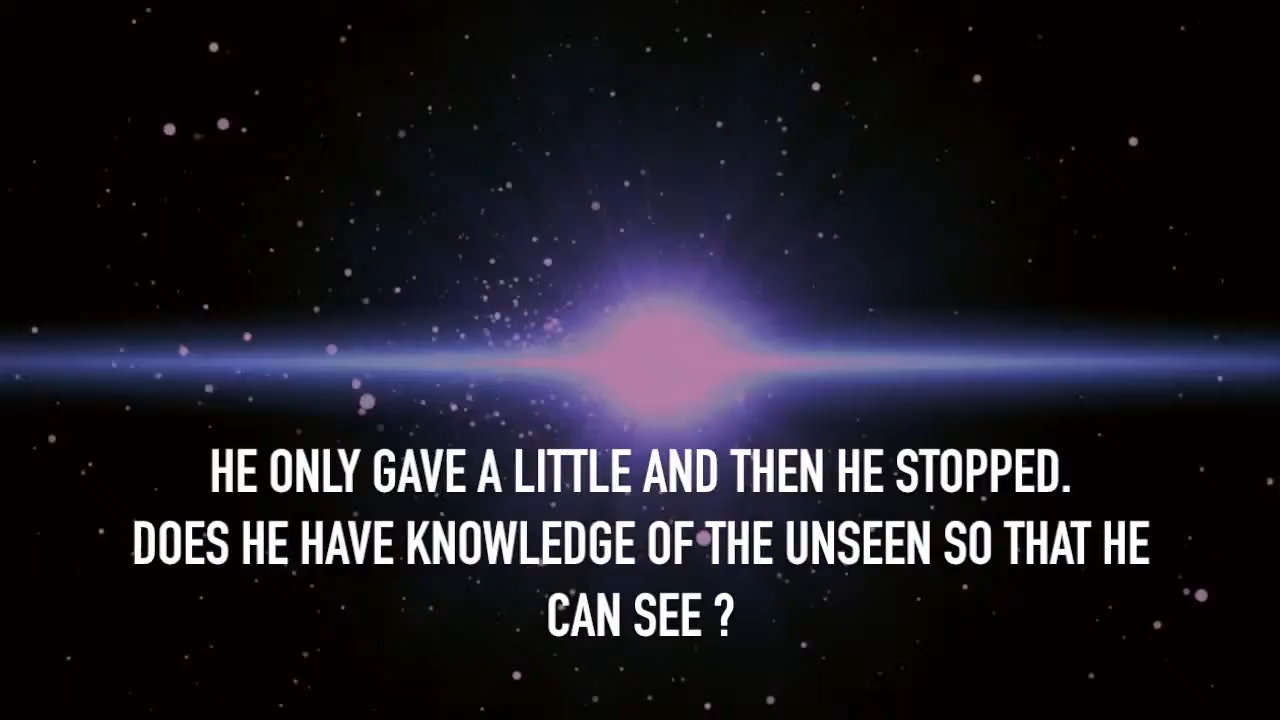 HE ONLY GAVE A LITTLE AND THEN HE STOPPED.
DOES HE HAVE KNOWLEDGE OF THE UNSEEN SO THAT HE
CAN SEE ?